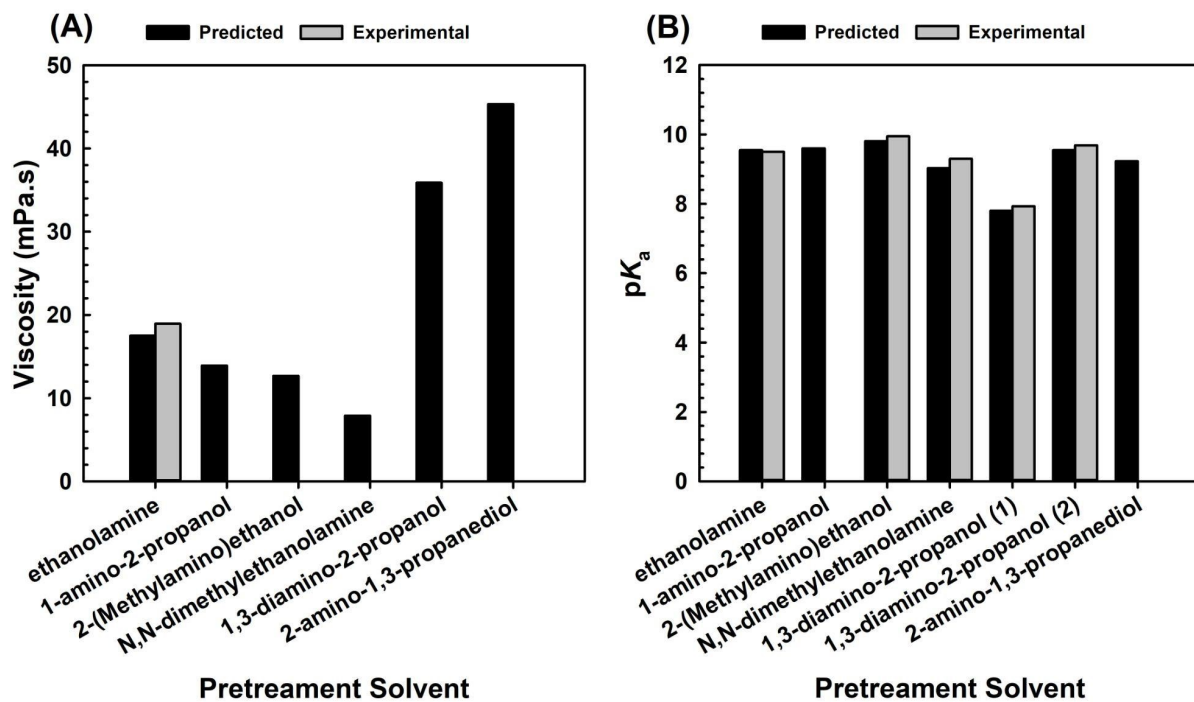 (A)
Predicted Experimental
Viscosity (mPa.s)
50
40
30
20
10
0
ethanolamine
1-amino-2-propanol
2-(Methylamino)ethanol
N,N-dimethylethanolamine
1,3-diamino-2-propanol
2-amino-1,3-propanediol
Pretreament Solvent
(B)
Predicted Experimental
pKa
12
10
8
6
4
2
0
ethanolamine
1-amino-2-propanol
2-(Methylamino)ethanol
N,N-dimethylethanolamine
1,3-diamino-2-propanol (1)
1,3-diamino-2-propanol (2)
2-amino-1,3-propanediol
Pretreament Solvent